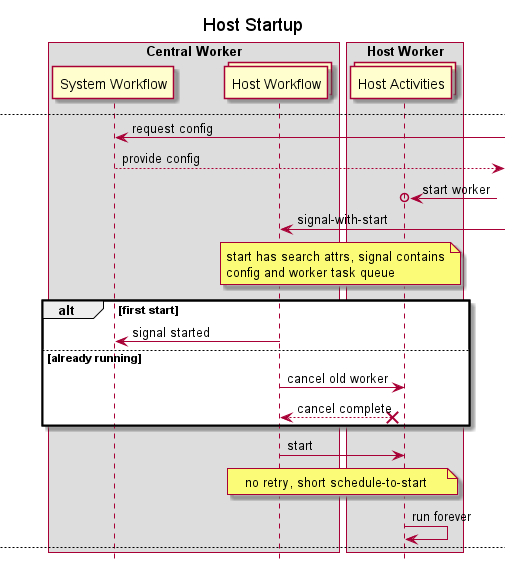 Host Startup
Central Worker
Host Worker
System Workflow
Host Workflow
Host Activities
request config
provide config
start worker
signal-with-start
start has search attrs, signal contains
config and worker task queue
alt
[first start]
signal started
[already running]
cancel old worker
cancel complete
start
no retry, short schedule-to-start
run forever